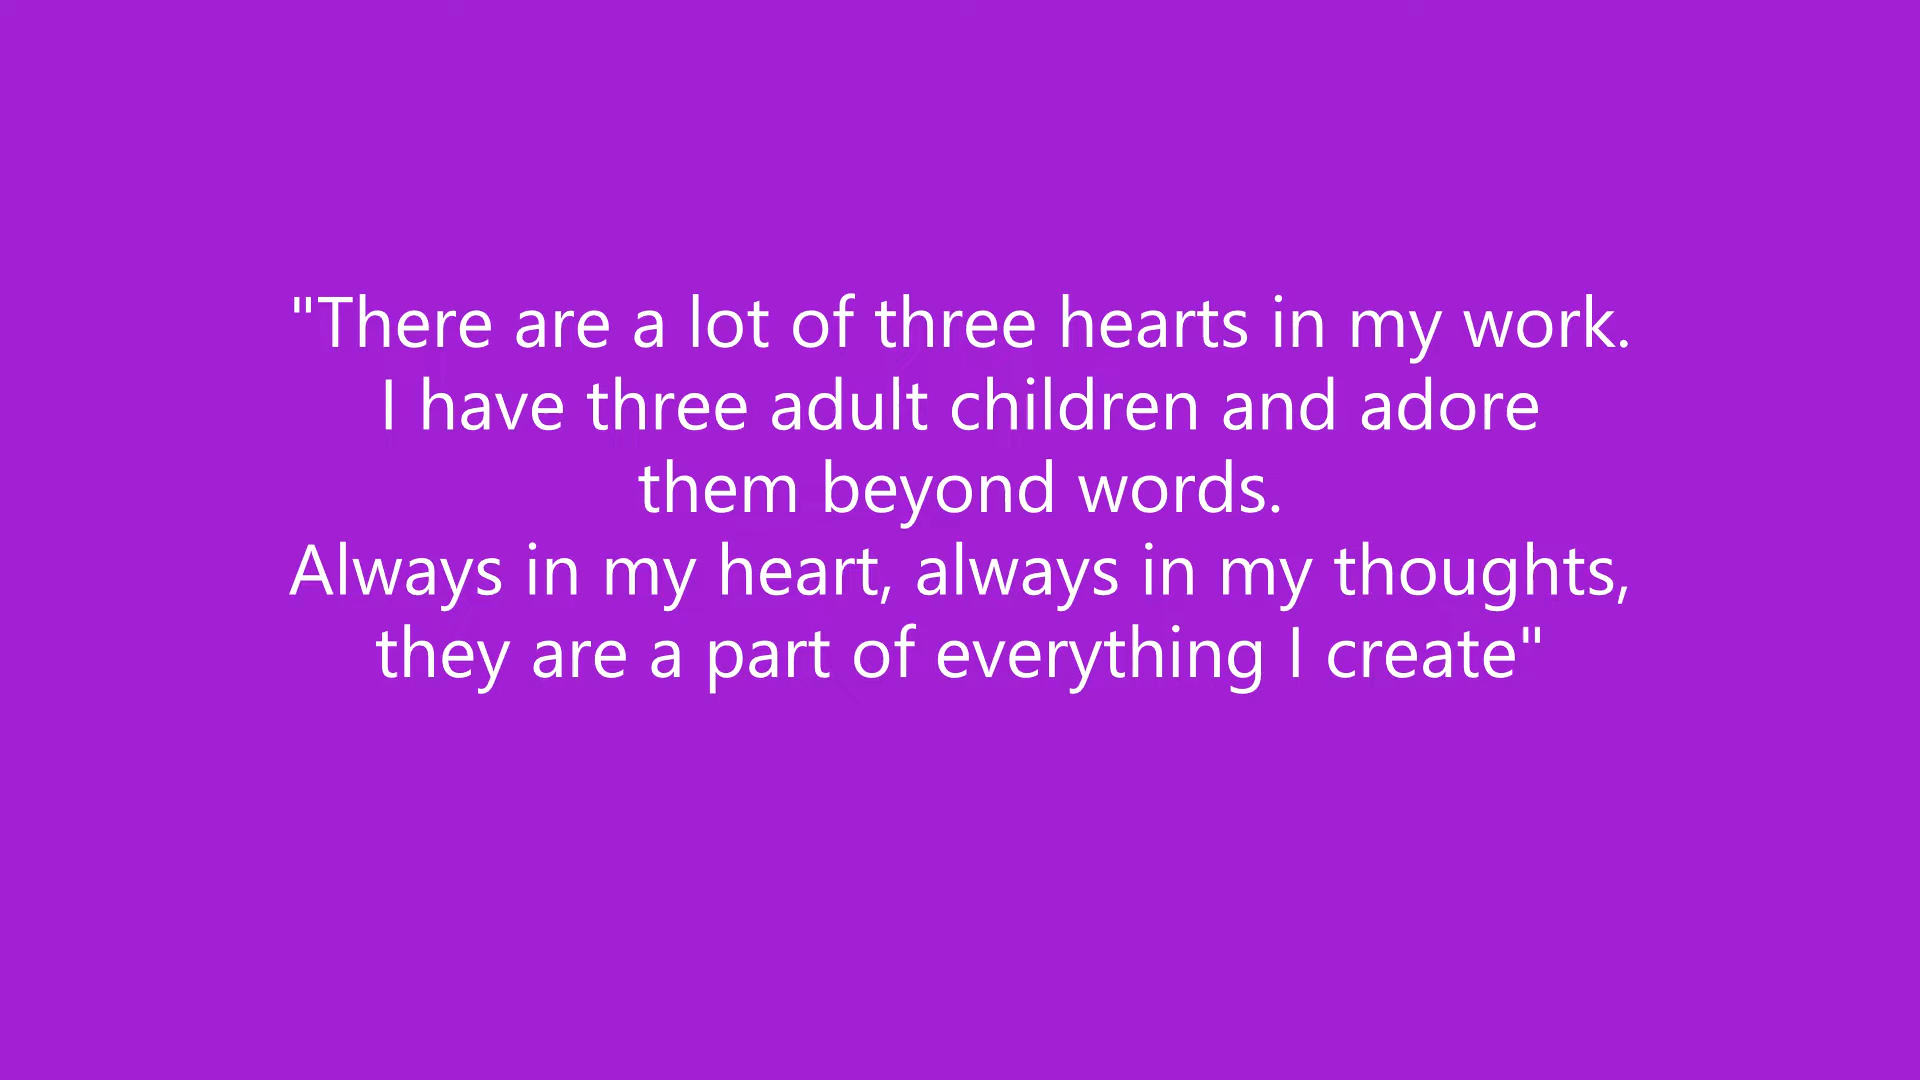 "There are a lot of three hearts in my work.
I have three adult children and adore
them beyond words.
Always in my heart, always in my thoughts,
they are a part of everything I create"